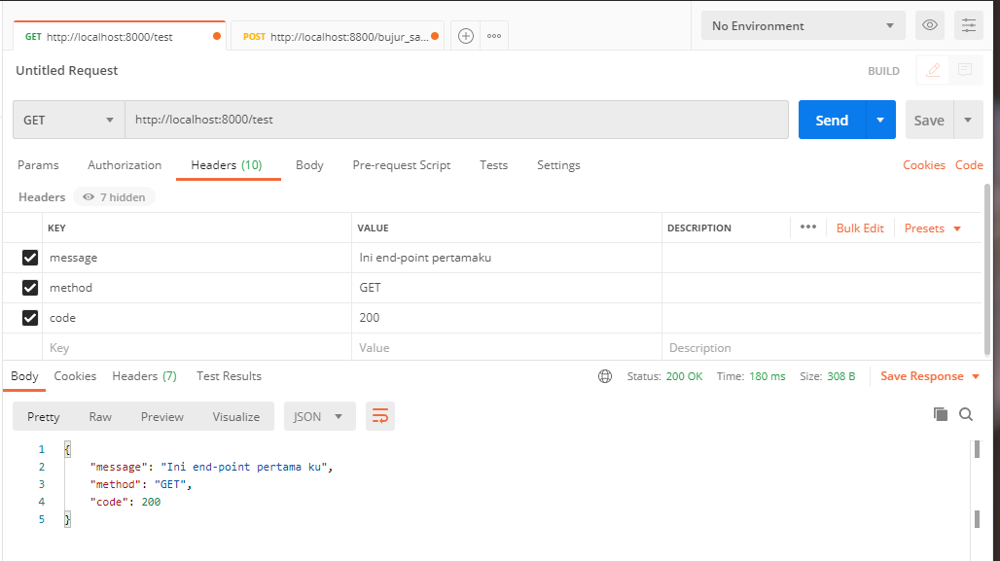 GET http://localhost:8000/test
POST http://localhost:8800/bujur_sa...
No Environment
Untitled Request
BUILD
GET
http://localhost:8000/test
Send
Save
Params
Authorization
Headers (10)
Body
Pre-request Script
Tests
Settings
Cookies
Code
Headers
7 hidden
KEY
VALUE
DESCRIPTION
Bulk Edit
Presets
message
Ini end-point pertamaku
method
GET
code
200
Key
Value
Description
Body
Cookies
Headers (7)
Test Results
Status: 200 OK
Time: 180 ms
Size: 308 B
Save Response
Pretty
Raw
Preview
Visualize
JSON
1 {
2 "message": "Ini end-point pertama ku",
3 "method": "GET",
4 "code": 200
5 }